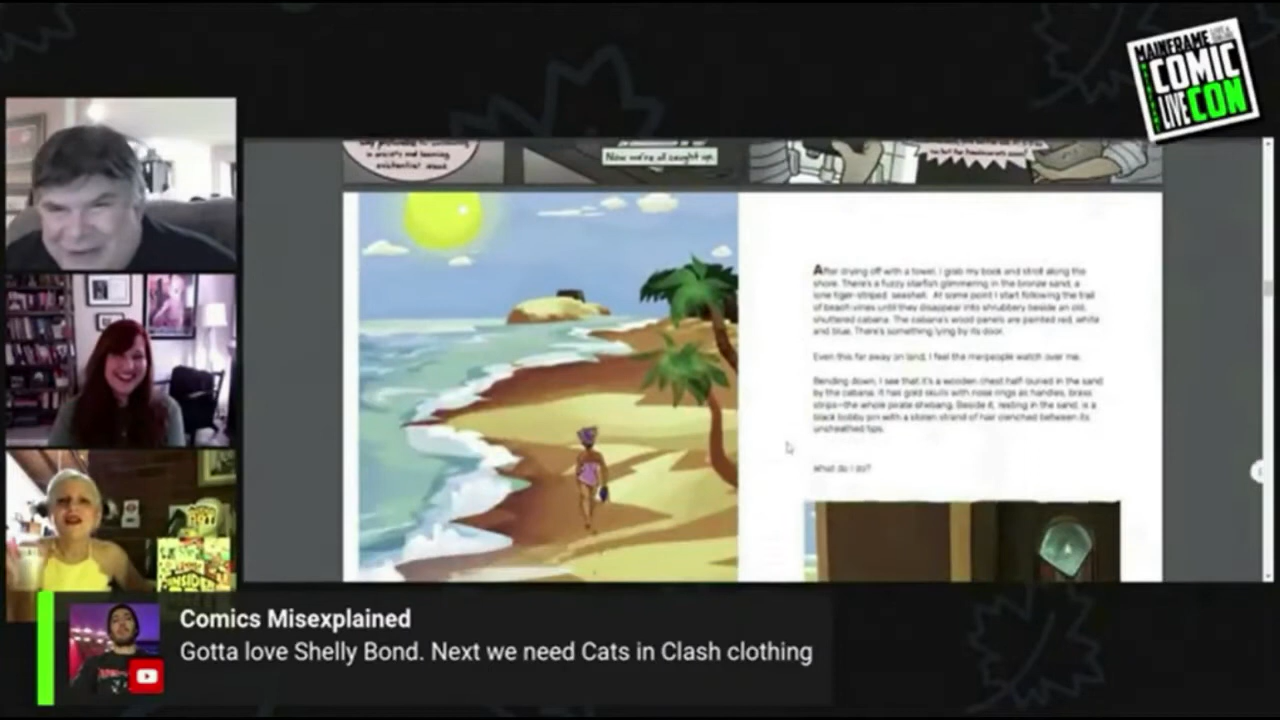 MAINFRAME
COMIC
LIVE CON
in anxiety and looming
existential dread.
Now we're all caught up.
After drying off with a towel, I grab my book and stroll along the
shore. There's a fuzzy starfish glimmering in the bronze sand, a
lone tiger-striped seashell. At some point I start following the trail
of beach vines until they disappear into shrubbery beside an old,
shuttered cabana. The cabana's wood panels are painted red, white
and blue. There's something lying by its door.
Even this far away on land, I feel the merpeople watch over me.
Bending down, I see that it's a wooden chest half-buried in the sand
by the cabana. It has gold skulls with nose rings as handles, brass
strips—the whole pirate shebang. Beside it, resting in the sand, is a
black bobby pin with a stolen strand of hair clenched between its
unsheathed tips.
What do I do?
Comics Misexplained
Gotta love Shelly Bond. Next we need Cats in Clash clothing